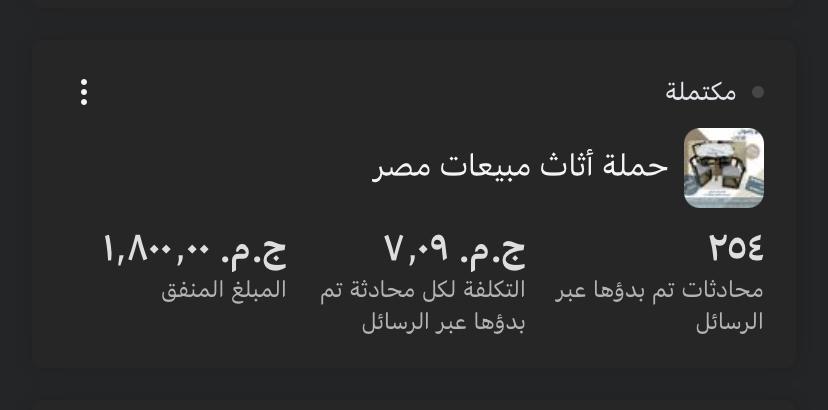 مكتملة
حملة أثاث مبيعات مصر
٢٥٤
محادثات تم بدؤها عبر
الرسائل
ج.م. ٧,٠٩
التكلفة لكل محادثة تم
بدؤها عبر الرسائل
ج.م. ١,٨٠٠,٠٠
المبلغ المنفق